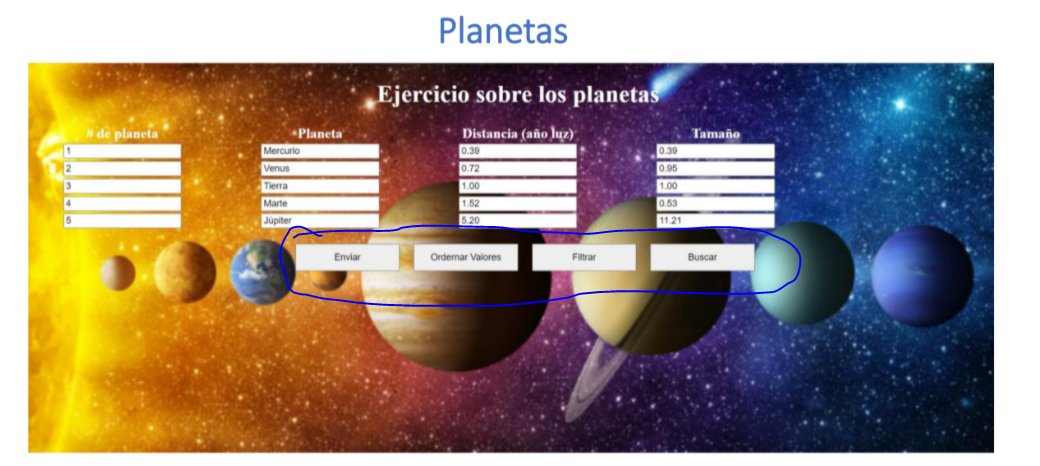 Planetas
Ejercicio sobre los planetas
# de planeta Planeta Distancia (año luz) Tamaño
1 Mercurio 0.39 0.39
2 Venus 0.72 0.95
3 Tierra 1.00 1.00
4 Marte 1.52 0.53
5 Júpiter 5.20 11.21
Enviar Ordernar Valores Filtrar Buscar